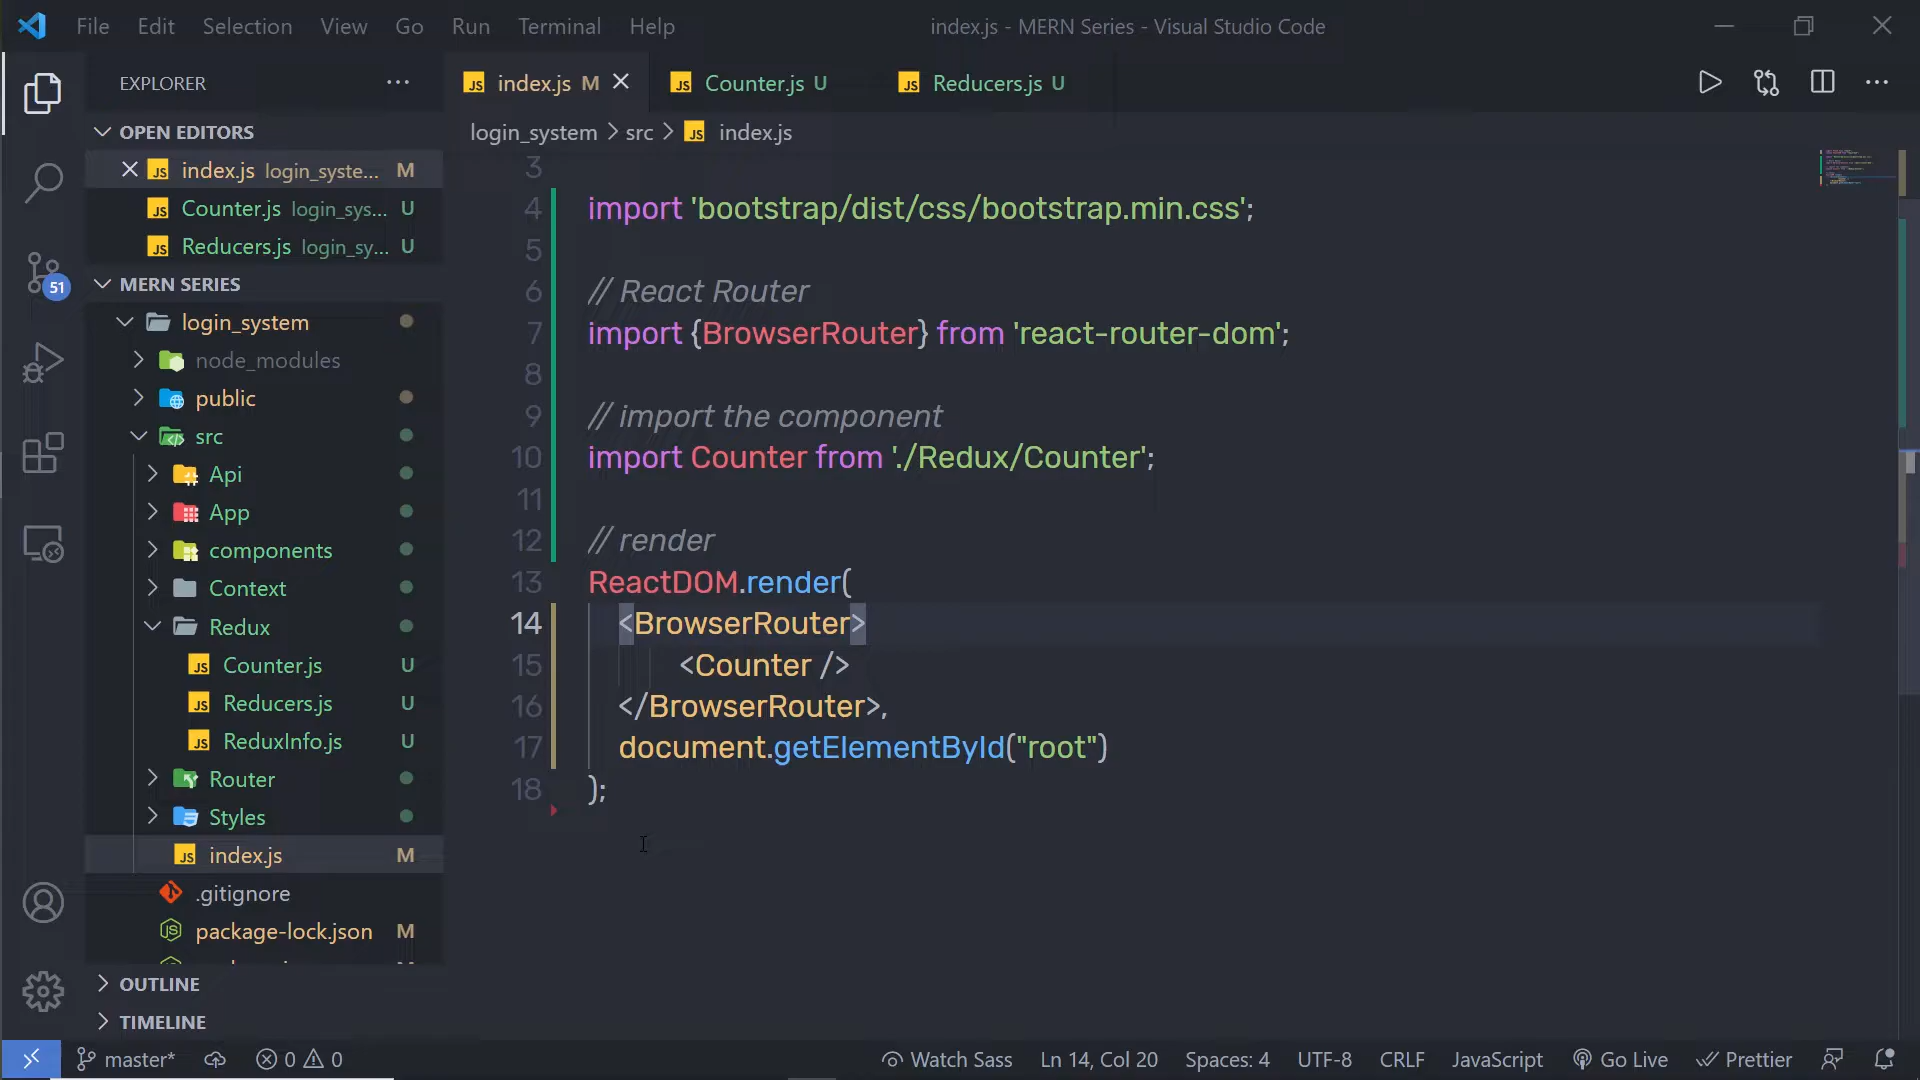 File Edit Selection View Go Run Terminal Help
index.js - MERN Series - Visual Studio Code
EXPLORER
index.js M
Counter.js U
Reducers.js U
OPEN EDITORS
index.js login_syste... M
Counter.js login_sys... U
Reducers.js login_sy... U
MERN SERIES
login_system
node_modules
public
src
Api
App
components
Context
Redux
Counter.js U
Reducers.js U
ReduxInfo.js U
Router
Styles
index.js M
.gitignore
package-lock.json M
OUTLINE
TIMELINE
51
login_system > src > index.js
3
4 import 'bootstrap/dist/css/bootstrap.min.css';
5
6 // React Router
7 import {BrowserRouter} from 'react-router-dom';
8
9 // import the component
10 import Counter from './Redux/Counter';
11
12 // render
13 ReactDOM.render(
14 <BrowserRouter>
15 <Counter />
16 </BrowserRouter>,
17 document.getElementById("root")
18 );
master* 0 0 Watch Sass Ln 14, Col 20 Spaces: 4 UTF-8 CRLF JavaScript Go Live Prettier